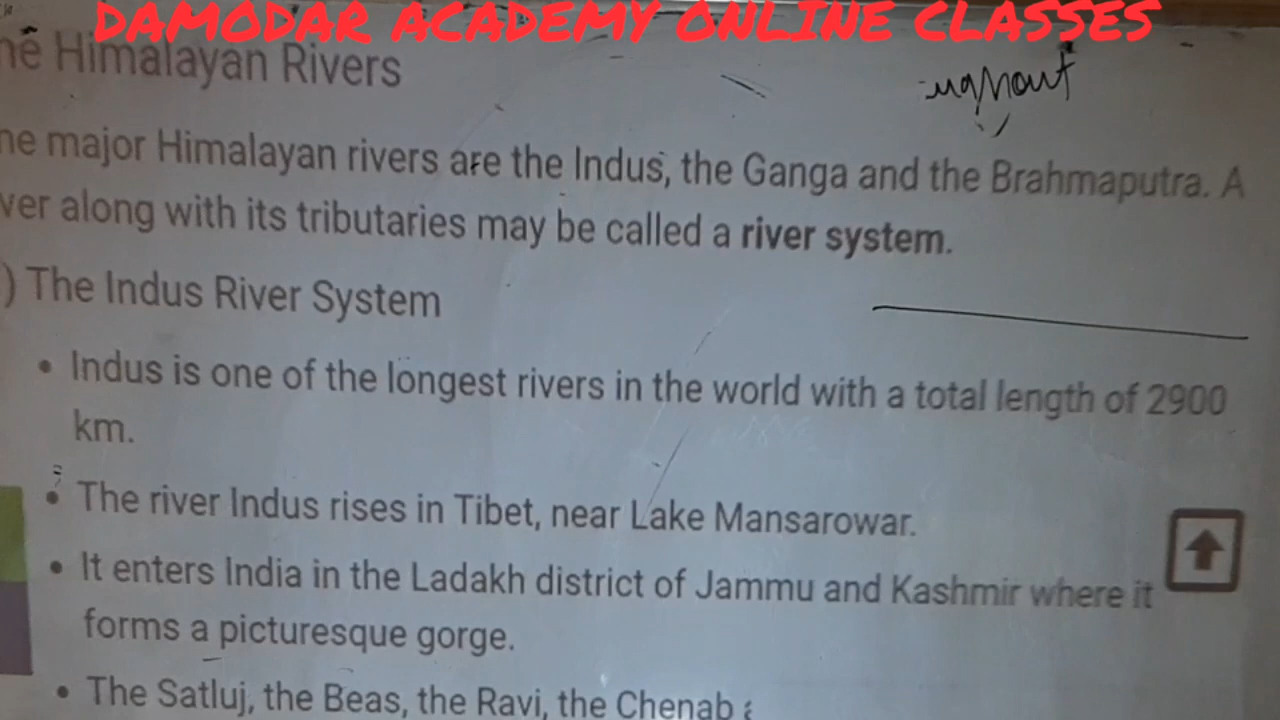 DAMODAR ACADEMY ONLINE CLASSES
he Himalayan Rivers
he major Himalayan rivers are the Indus, the Ganga and the Brahmaputra. A
ver along with its tributaries may be called a river system.
) The Indus River System
• Indus is one of the longest rivers in the world with a total length of 2900
km.
• The river Indus rises in Tibet, near Lake Mansarowar.
• It enters India in the Ladakh district of Jammu and Kashmir where it
forms a picturesque gorge.
• The Satluj, the Beas, the Ravi, the Chenab